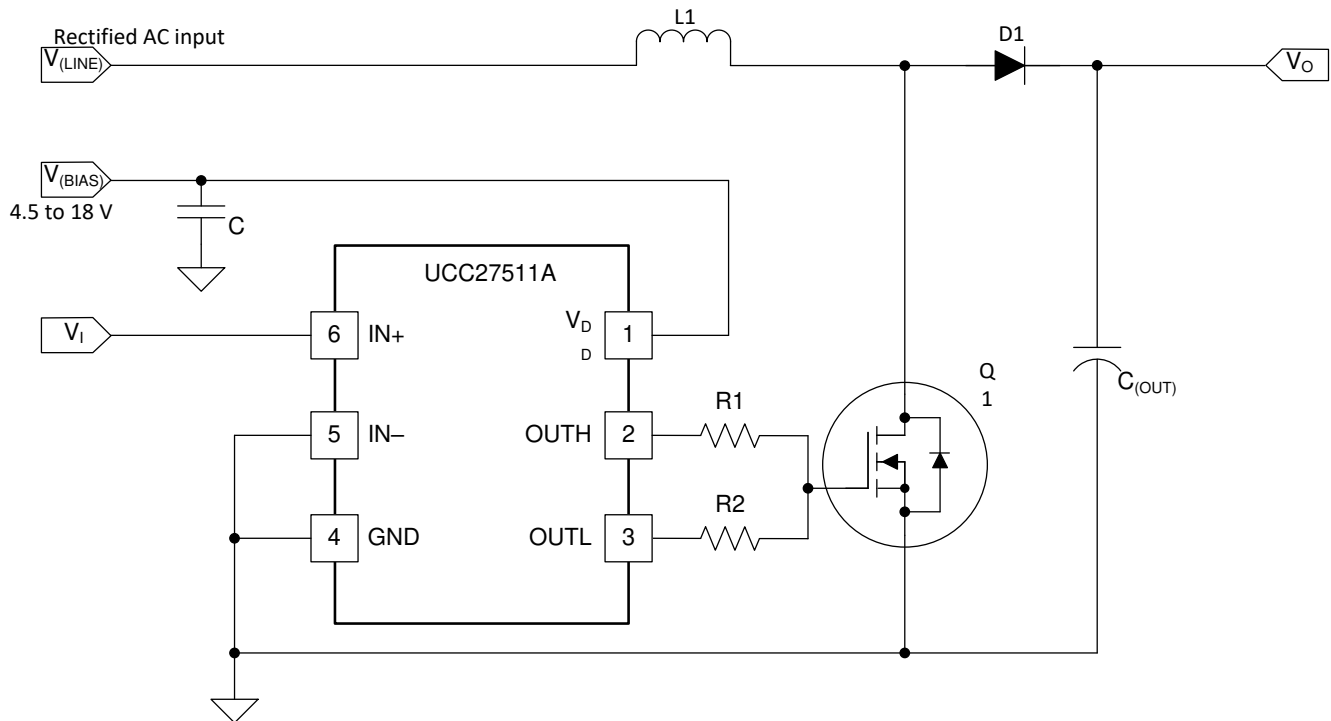 L1
Rectified AC input
D1
V(LINE)
VO
V(BIAS)
4.5 to 18 V
C
UCC27511A
VI
6
IN+
VD
D
1
Q
1
C(OUT)
R1
5
IN–
OUTH
2
R2
4
GND
OUTL
3